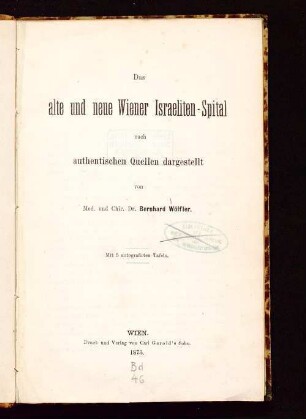 Das
alte und neue Wiener Israeliten-Spital
nach
authentischen Quellen dargestellt
von
Med. und Chir. Dr. Bernhard Wölfler.
Mit 5 autografirten Tafeln.
WIEN.
Druck und Verlag von Carl Gerold's Sohn.
1873.
Bd
46